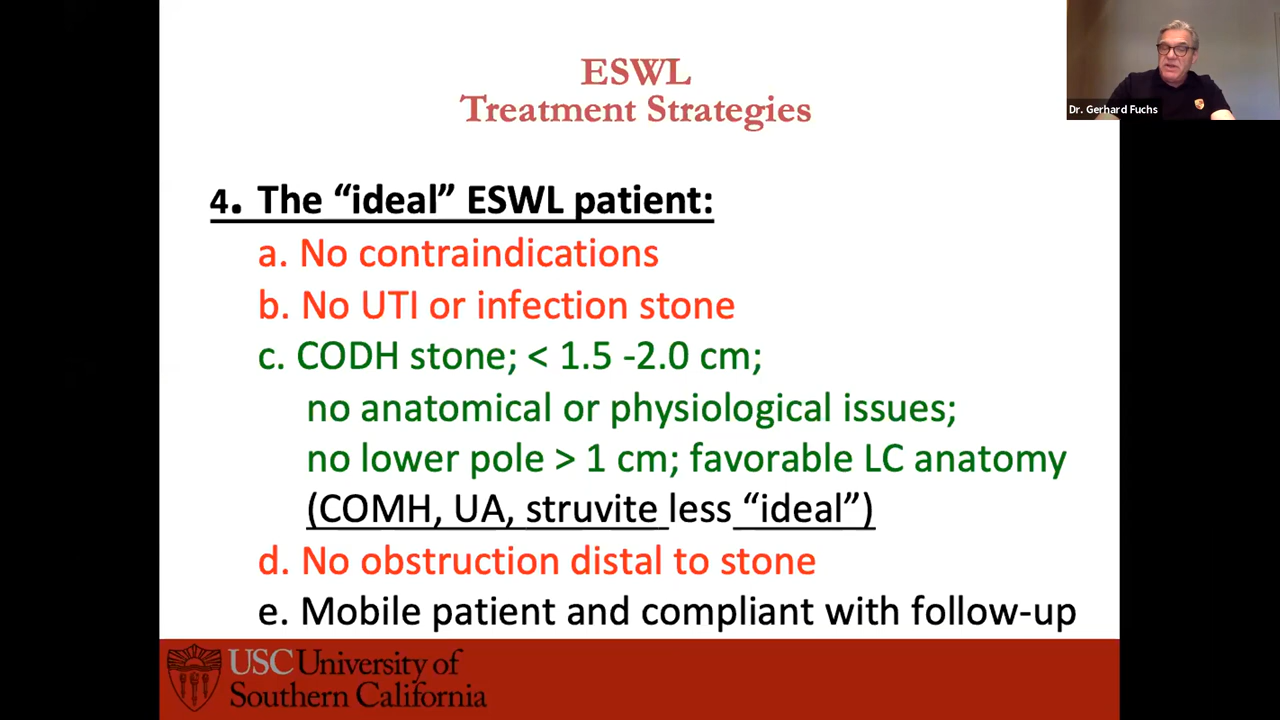 ESWL
Treatment Strategies
Dr. Gerhard Fuchs
4. The “ideal” ESWL patient:
a. No contraindications
b. No UTI or infection stone
c. CODH stone; < 1.5 -2.0 cm;
no anatomical or physiological issues;
no lower pole > 1 cm; favorable LC anatomy
(COMH, UA, struvite less “ideal”)
d. No obstruction distal to stone
e. Mobile patient and compliant with follow-up
USC University of
Southern California